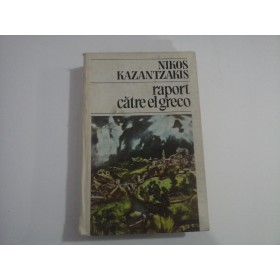 NIKOS
KAZANTZAKIS
raport
către el greco